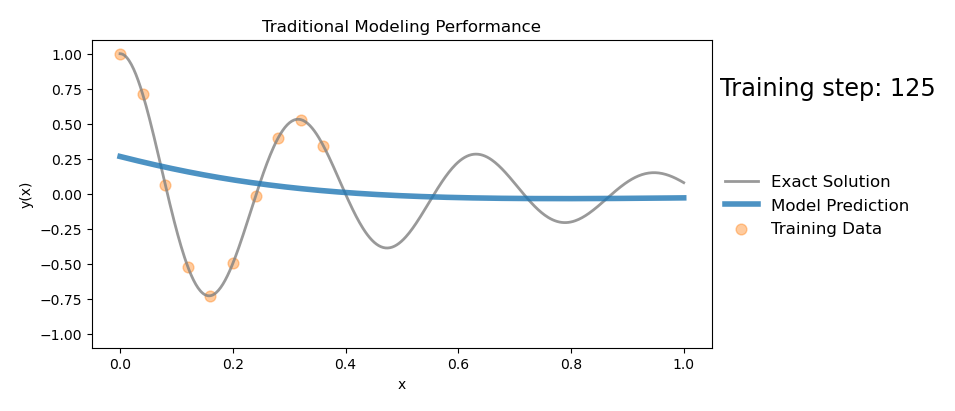 Traditional Modeling Performance
1.00
0.75
0.50
0.25
0.00
−0.25
−0.50
−0.75
−1.00
y(x)
0.0 0.2 0.4 0.6 0.8 1.0
x
Training step: 125
Exact Solution
Model Prediction
Training Data